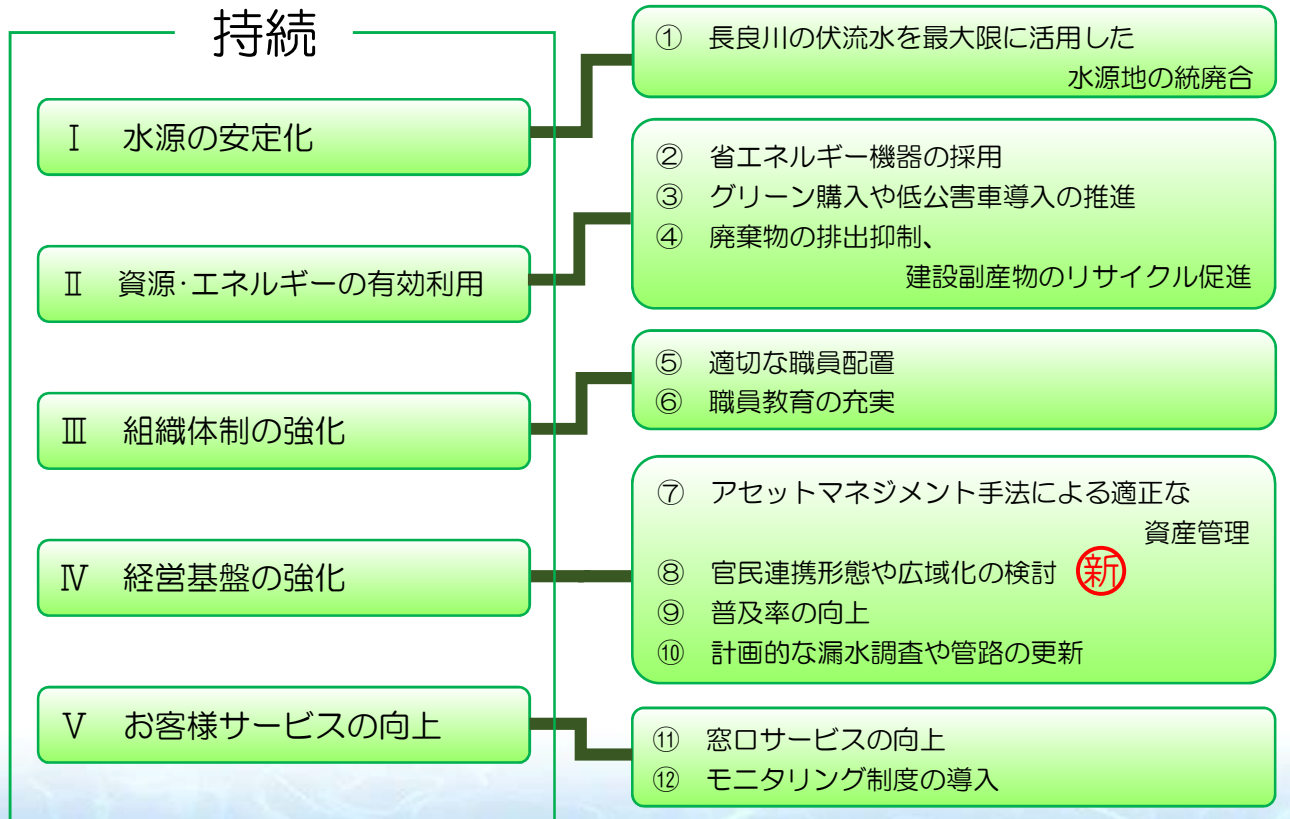 持続
Ⅰ 水源の安定化
① 長良川の伏流水を最大限に活用した
水源地の統廃合
Ⅱ 資源･エネルギーの有効利用
② 省エネルギー機器の採用
③ グリーン購入や低公害車導入の推進
④ 廃棄物の排出抑制、
建設副産物のリサイクル促進
Ⅲ 組織体制の強化
⑤ 適切な職員配置
⑥ 職員教育の充実
Ⅳ 経営基盤の強化
⑦ アセットマネジメント手法による適正な
資産管理
⑧ 官民連携形態や広域化の検討 新
⑨ 普及率の向上
⑩ 計画的な漏水調査や管路の更新
Ⅴ お客様サービスの向上
⑪ 窓口サービスの向上
⑫ モニタリング制度の導入